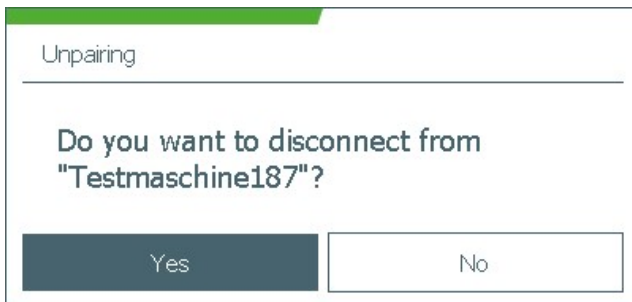 Unpairing
Do you want to disconnect from
"Testmaschine187"?
Yes
No